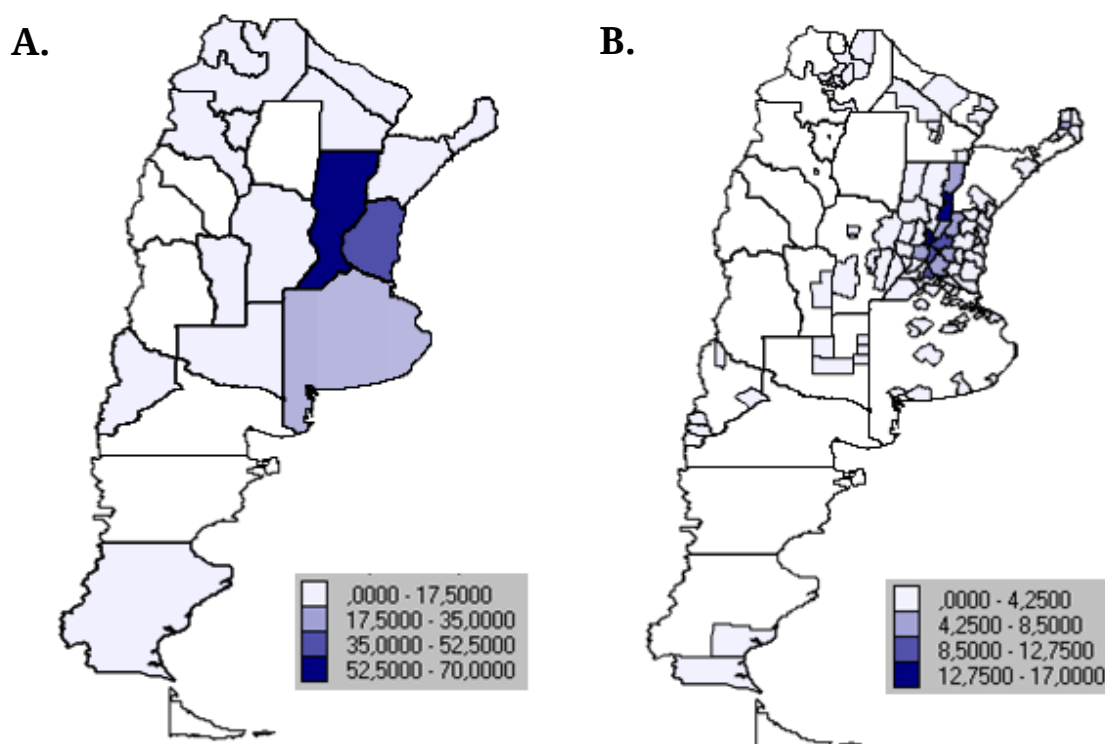 A.
B.
,0000 - 17,5000
17,5000 - 35,0000
35,0000 - 52,5000
52,5000 - 70,0000
,0000 - 4,2500
4,2500 - 8,5000
8,5000 - 12,7500
12,7500 - 17,0000